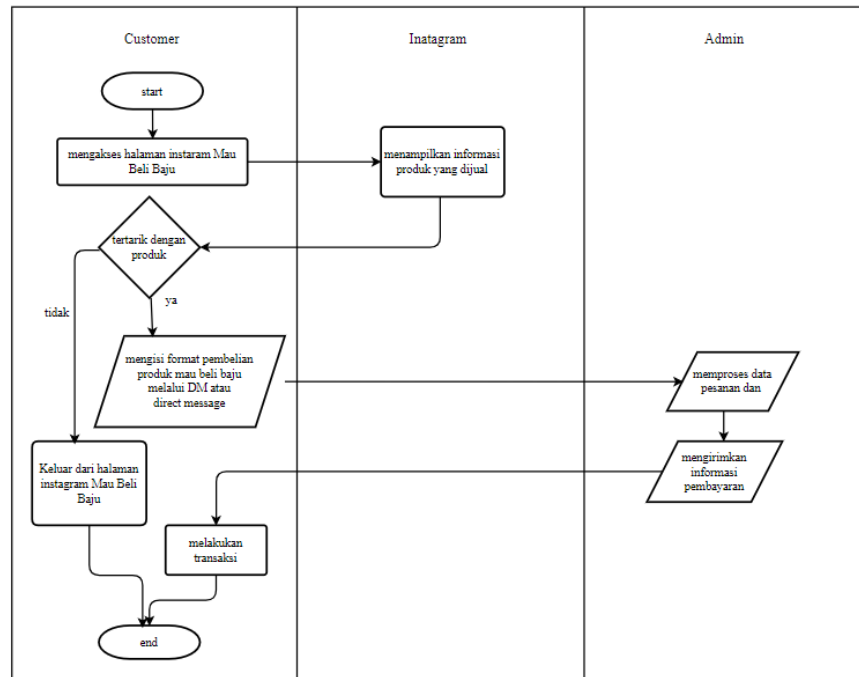 Customer
Inatagram
Admin
start
mengakses halaman instaram Mau
Beli Baju
menampilkan informasi
produk yang dijual
tertarik dengan
produk
tidak
ya
mengisi format pembelian
produk mau beli baju
melalui DM atau
direct message
memproses data
pesanan dan
mengirimkan
informasi
pembayaran
Keluar dari halaman
instagram Mau Beli
Baju
melakukan
transaksi
end